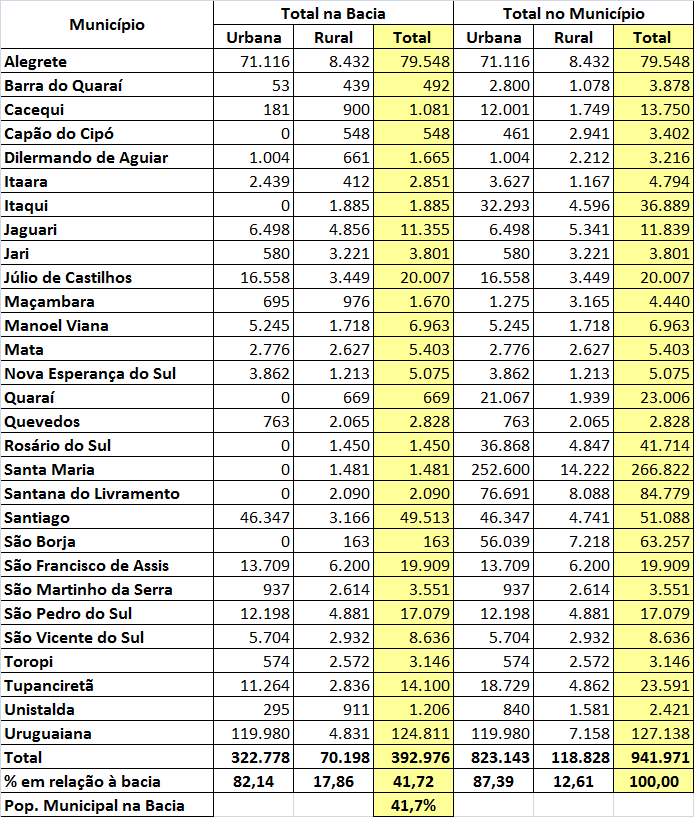 Município Total na Bacia Total no Município
Urbana Rural Total Urbana Rural Total
Alegrete 71.116 8.432 79.548 71.116 8.432 79.548
Barra do Quaraí 53 439 492 2.800 1.078 3.878
Cacequi 181 900 1.081 12.001 1.749 13.750
Capão do Cipó 0 548 548 461 2.941 3.402
Dilermando de Aguiar 1.004 661 1.665 1.004 2.212 3.216
Itaara 2.439 412 2.851 3.627 1.167 4.794
Itaqui 0 1.885 1.885 32.293 4.596 36.889
Jaguari 6.498 4.856 11.355 6.498 5.341 11.839
Jari 580 3.221 3.801 580 3.221 3.801
Júlio de Castilhos 16.558 3.449 20.007 16.558 3.449 20.007
Maçambara 695 976 1.670 1.275 3.165 4.440
Manoel Viana 5.245 1.718 6.963 5.245 1.718 6.963
Mata 2.776 2.627 5.403 2.776 2.627 5.403
Nova Esperança do Sul 3.862 1.213 5.075 3.862 1.213 5.075
Quaraí 0 669 669 21.067 1.939 23.006
Quevedos 763 2.065 2.828 763 2.065 2.828
Rosário do Sul 0 1.450 1.450 36.868 4.847 41.714
Santa Maria 0 1.481 1.481 252.600 14.222 266.822
Santana do Livramento 0 2.090 2.090 76.691 8.088 84.779
Santiago 46.347 3.166 49.513 46.347 4.741 51.088
São Borja 0 163 163 56.039 7.218 63.257
São Francisco de Assis 13.709 6.200 19.909 13.709 6.200 19.909
São Martinho da Serra 937 2.614 3.551 937 2.614 3.551
São Pedro do Sul 12.198 4.881 17.079 12.198 4.881 17.079
São Vicente do Sul 5.704 2.932 8.636 5.704 2.932 8.636
Toropi 574 2.572 3.146 574 2.572 3.146
Tupanciretã 11.264 2.836 14.100 18.729 4.862 23.591
Unistalda 295 911 1.206 840 1.581 2.421
Uruguaiana 119.980 4.831 124.811 119.980 7.158 127.138
Total 322.778 70.198 392.976 823.143 118.828 941.971
% em relação à bacia 82,14 17,86 41,72 87,39 12,61 100,00
Pop. Municipal na Bacia 41,7%